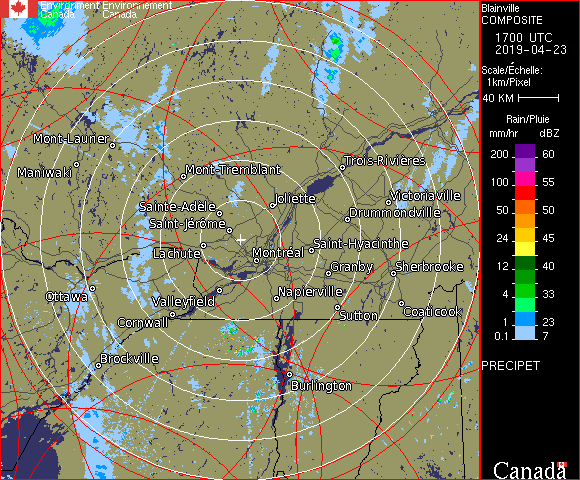 Environment Environnement
Canada Canada
Mont-Laurier
Maniwaki
Mont-Tremblant
Trois-Rivières
Sainte-Adèle
Joliette
Victoriaville
Saint-Jérôme
Drummondville
Lachute
Montréal
Saint-Hyacinthe
Granby
Sherbrooke
Ottawa
Valleyfield
Napierville
Cornwall
Sutton
Coaticook
Brockville
Burlington
Blainville
COMPOSITE
1700 UTC
2019-04-23
Scale/Échelle:
1km/Pixel
40 KM
Rain/Pluie
mm/hr dBZ
200 60
100 57
100 55
50 50
24 45
12 40
4 33
1 23
0.1 7
PRECIPET
Canada